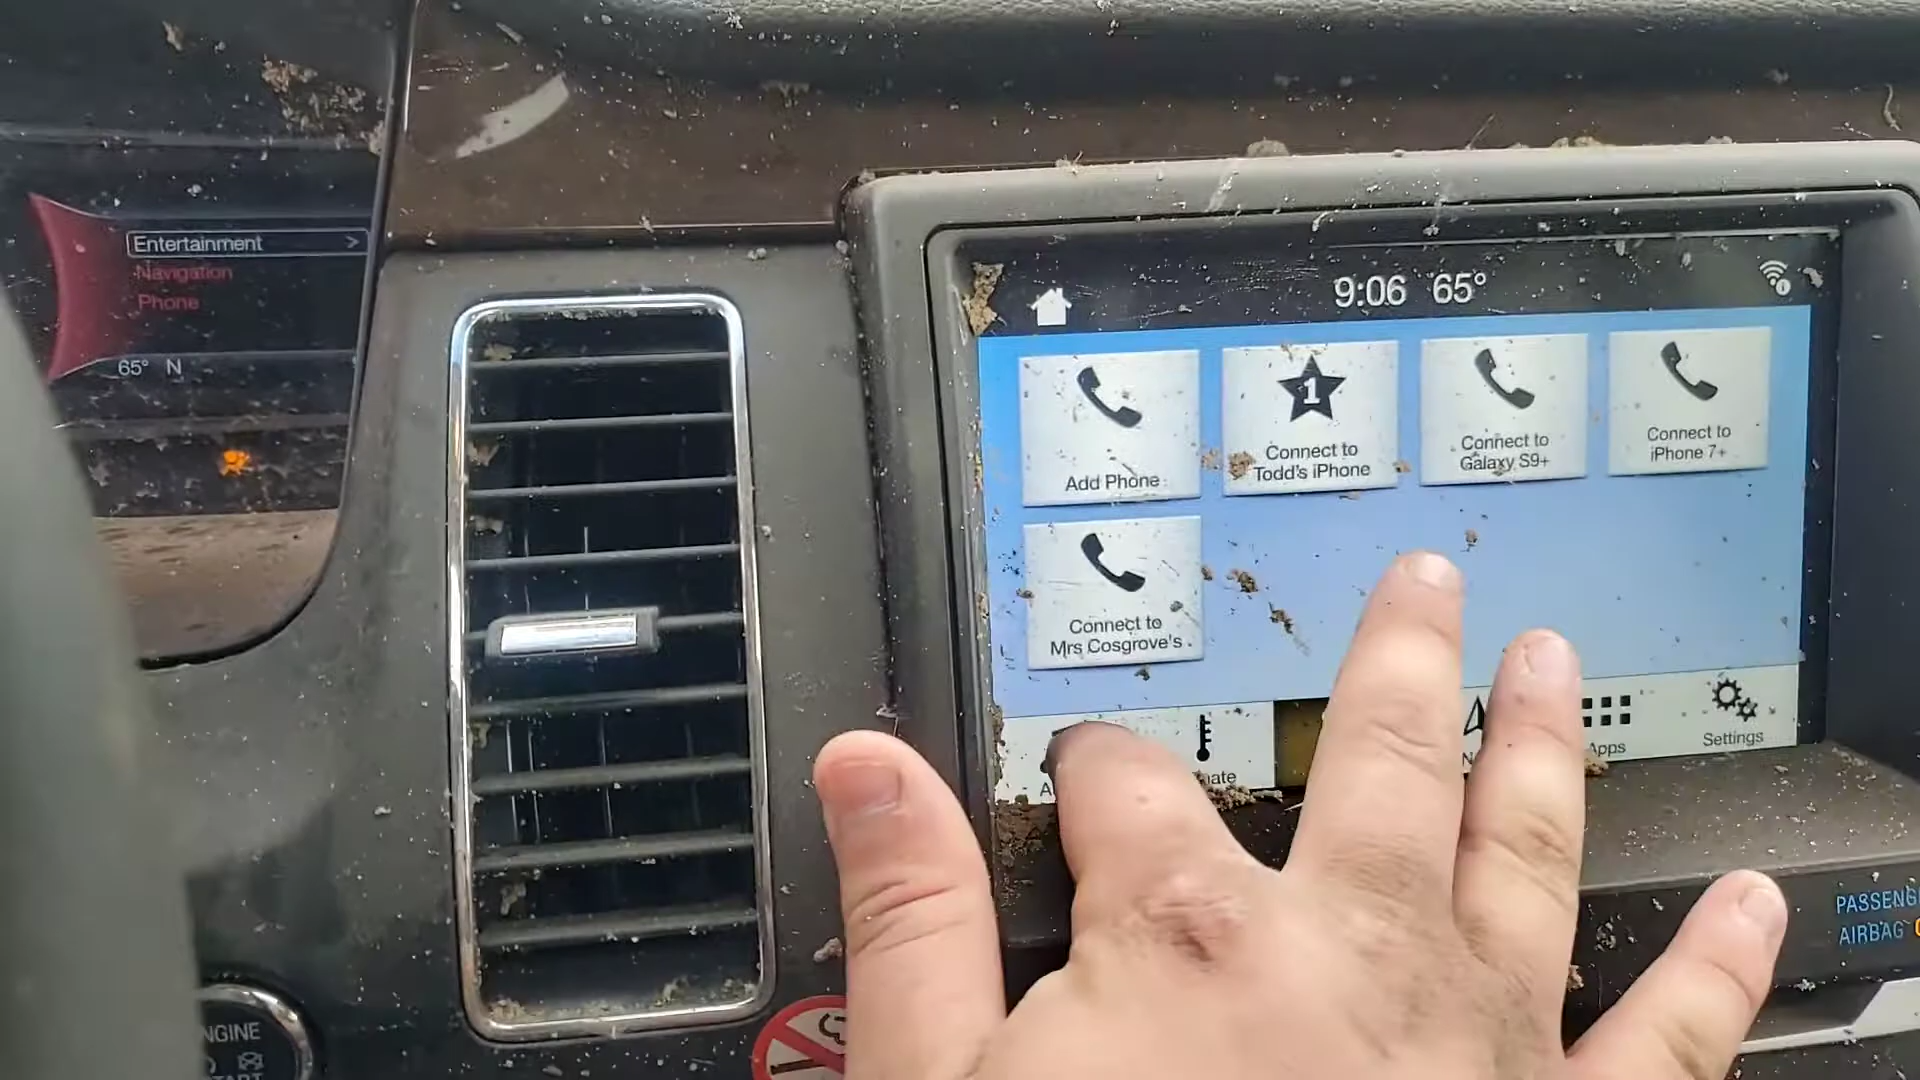 Entertainment >
Navigation
Phone
65° N
9:06 65°
Add Phone
1
Connect to
Todd's iPhone
Connect to
Galaxy S9+
Connect to
iPhone 7+
Connect to
Mrs Cosgrove's
Apps
Settings
PASSENG
AIRBAG
NGINE
START